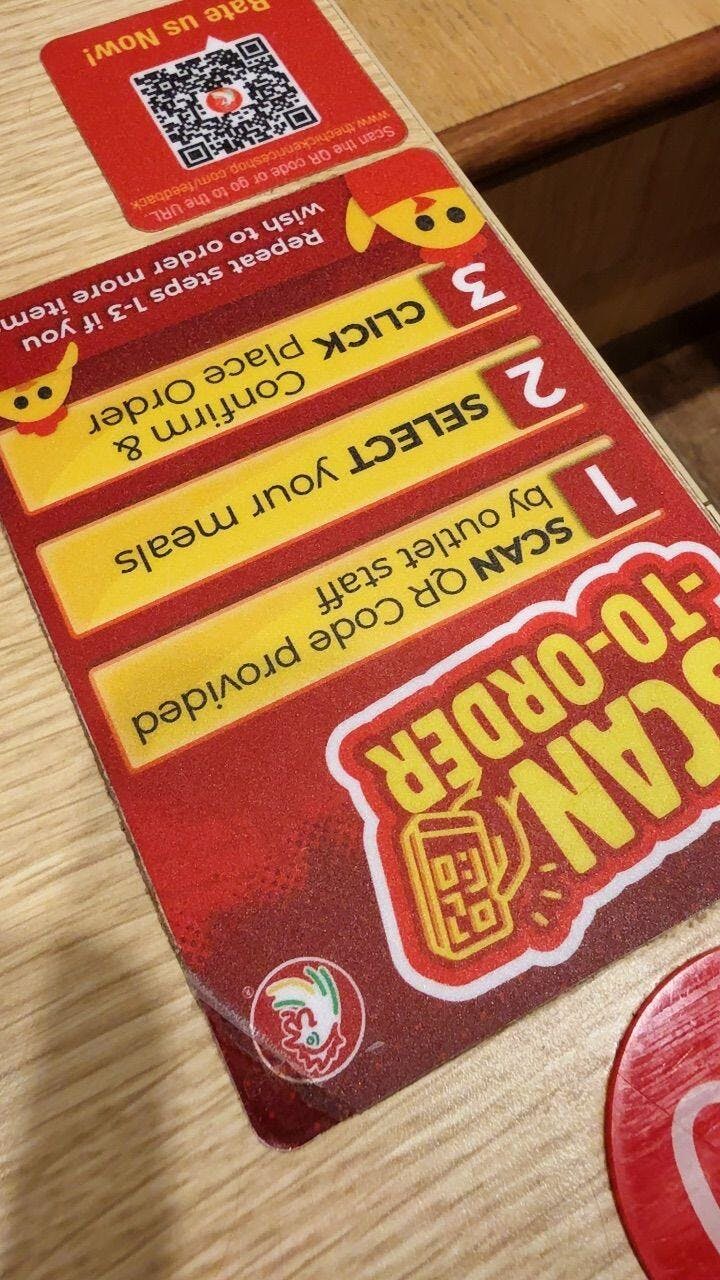 SCAN
-TO-ORDER
1
SCAN QR Code provided
by outlet staff
2
SELECT your meals
3
CLICK Confirm &
Place Order
Repeat steps 1-3 if you
wish to order more item
Scan the QR code or go to the URL
www.thechickenriceshop.com/feedback
Rate us Now!